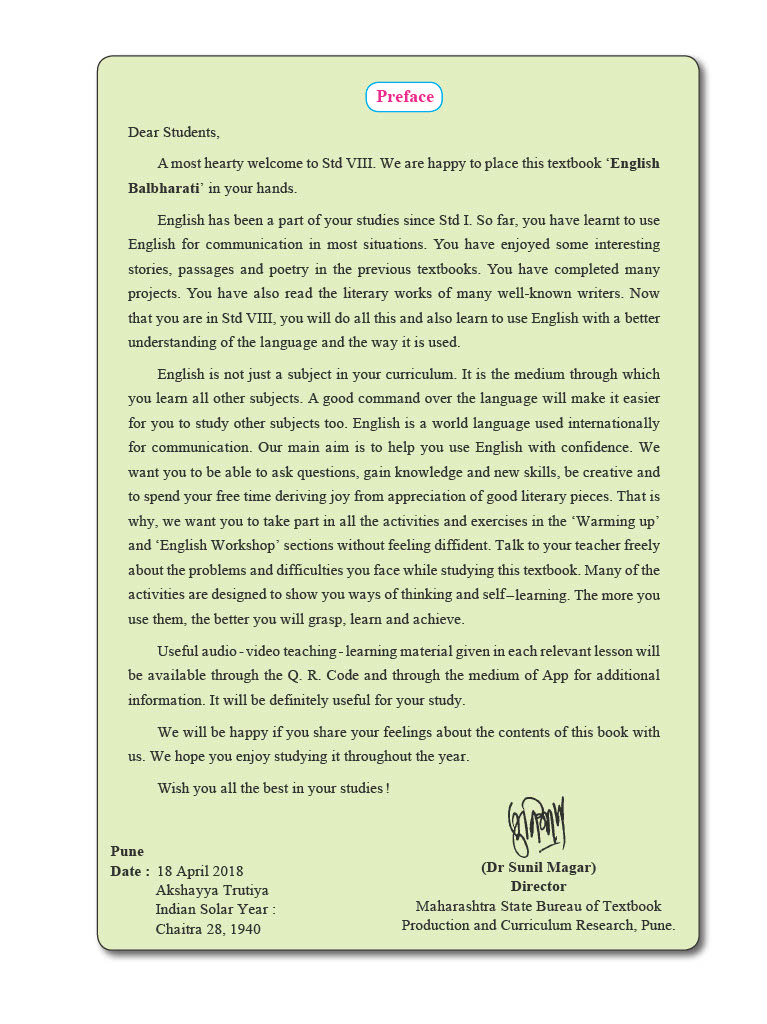 Preface
Dear Students,
A most hearty welcome to Std VIII. We are happy to place this textbook ‘English
Balbharati’ in your hands.
English has been a part of your studies since Std I. So far, you have learnt to use
English for communication in most situations. You have enjoyed some interesting
stories, passages and poetry in the previous textbooks. You have completed many
projects. You have also read the literary works of many well-known writers. Now
that you are in Std VIII, you will do all this and also learn to use English with a better
understanding of the language and the way it is used.
English is not just a subject in your curriculum. It is the medium through which
you learn all other subjects. A good command over the language will make it easier
for you to study other subjects too. English is a world language used internationally
for communication. Our main aim is to help you use English with confidence. We
want you to be able to ask questions, gain knowledge and new skills, be creative and
to spend your free time deriving joy from appreciation of good literary pieces. That is
why, we want you to take part in all the activities and exercises in the ‘Warming up’
and ‘English Workshop’ sections without feeling diffident. Talk to your teacher freely
about the problems and difficulties you face while studying this textbook. Many of the
activities are designed to show you ways of thinking and self–learning. The more you
use them, the better you will grasp, learn and achieve.
Useful audio - video teaching - learning material given in each relevant lesson will
be available through the Q. R. Code and through the medium of App for additional
information. It will be definitely useful for your study.
We will be happy if you share your feelings about the contents of this book with
us. We hope you enjoy studying it throughout the year.
Wish you all the best in your studies !
Pune
Date : 18 April 2018
Akshayya Trutiya
Indian Solar Year :
Chaitra 28, 1940
(Dr Sunil Magar)
Director
Maharashtra State Bureau of Textbook
Production and Curriculum Research, Pune.